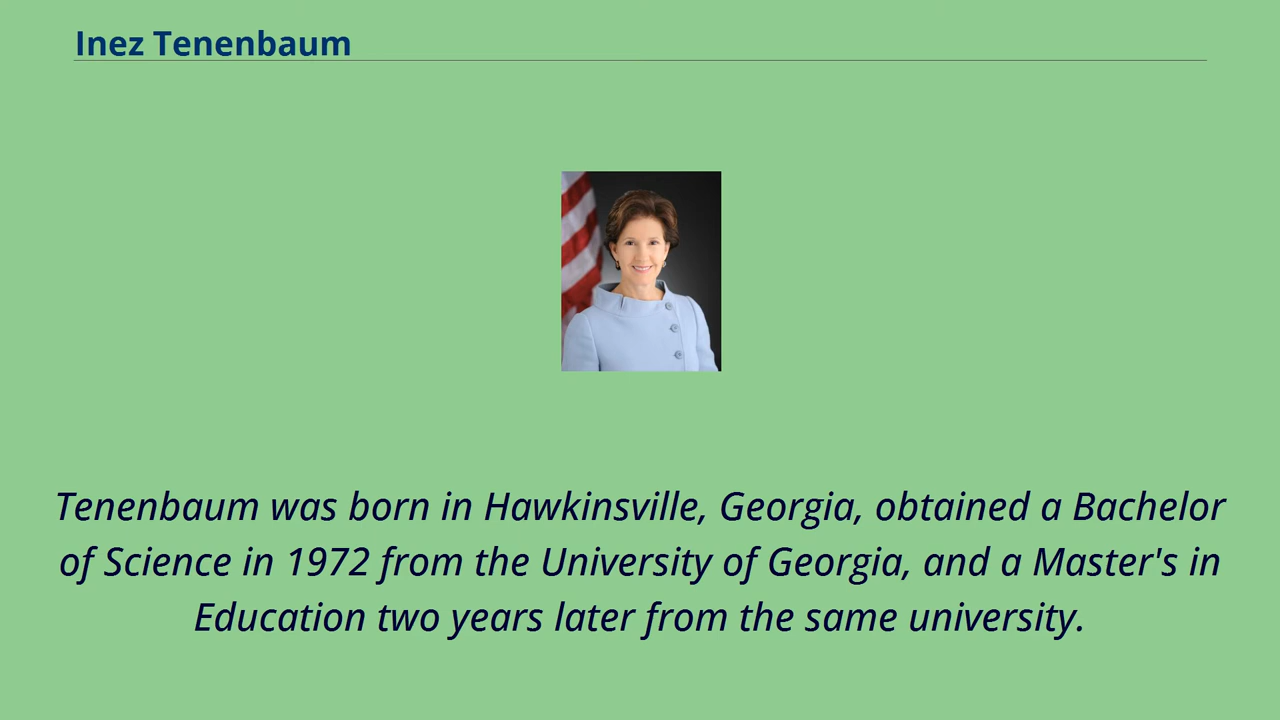 Inez Tenenbaum
Tenenbaum was born in Hawkinsville, Georgia, obtained a Bachelor
of Science in 1972 from the University of Georgia, and a Master's in
Education two years later from the same university.